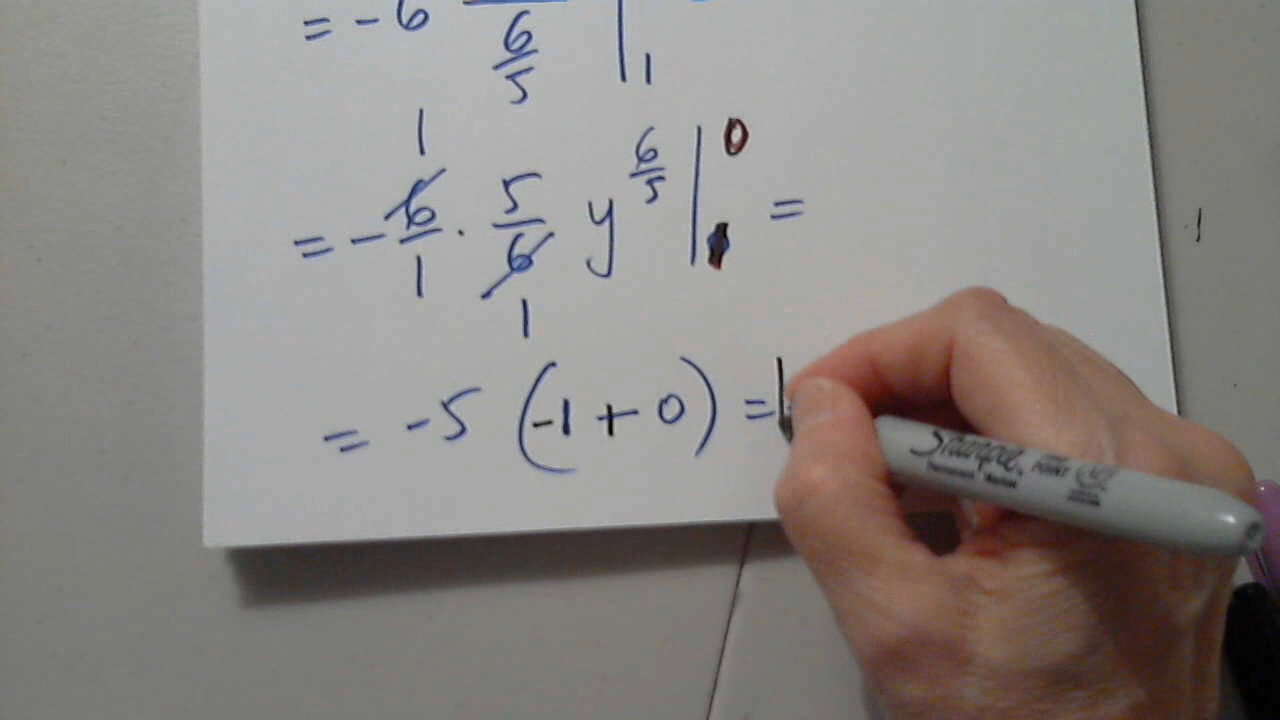 = -6 6/5 | 1
= - 6/1 · 5/6 y^6/5 | 0 =
1 1
= -5 (-1 + 0) =
Sharpie